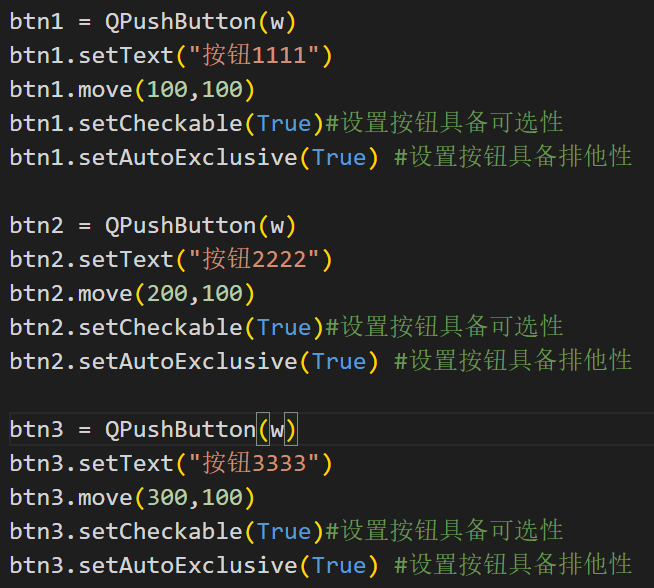 btn1 = QPushButton(w)
btn1.setText("按钮1111")
btn1.move(100,100)
btn1.setCheckable(True)#设置按钮具备可选性
btn1.setAutoExclusive(True) #设置按钮具备排他性
btn2 = QPushButton(w)
btn2.setText("按钮2222")
btn2.move(200,100)
btn2.setCheckable(True)#设置按钮具备可选性
btn2.setAutoExclusive(True) #设置按钮具备排他性
btn3 = QPushButton(w)
btn3.setText("按钮3333")
btn3.move(300,100)
btn3.setCheckable(True)#设置按钮具备可选性
btn3.setAutoExclusive(True) #设置按钮具备排他性